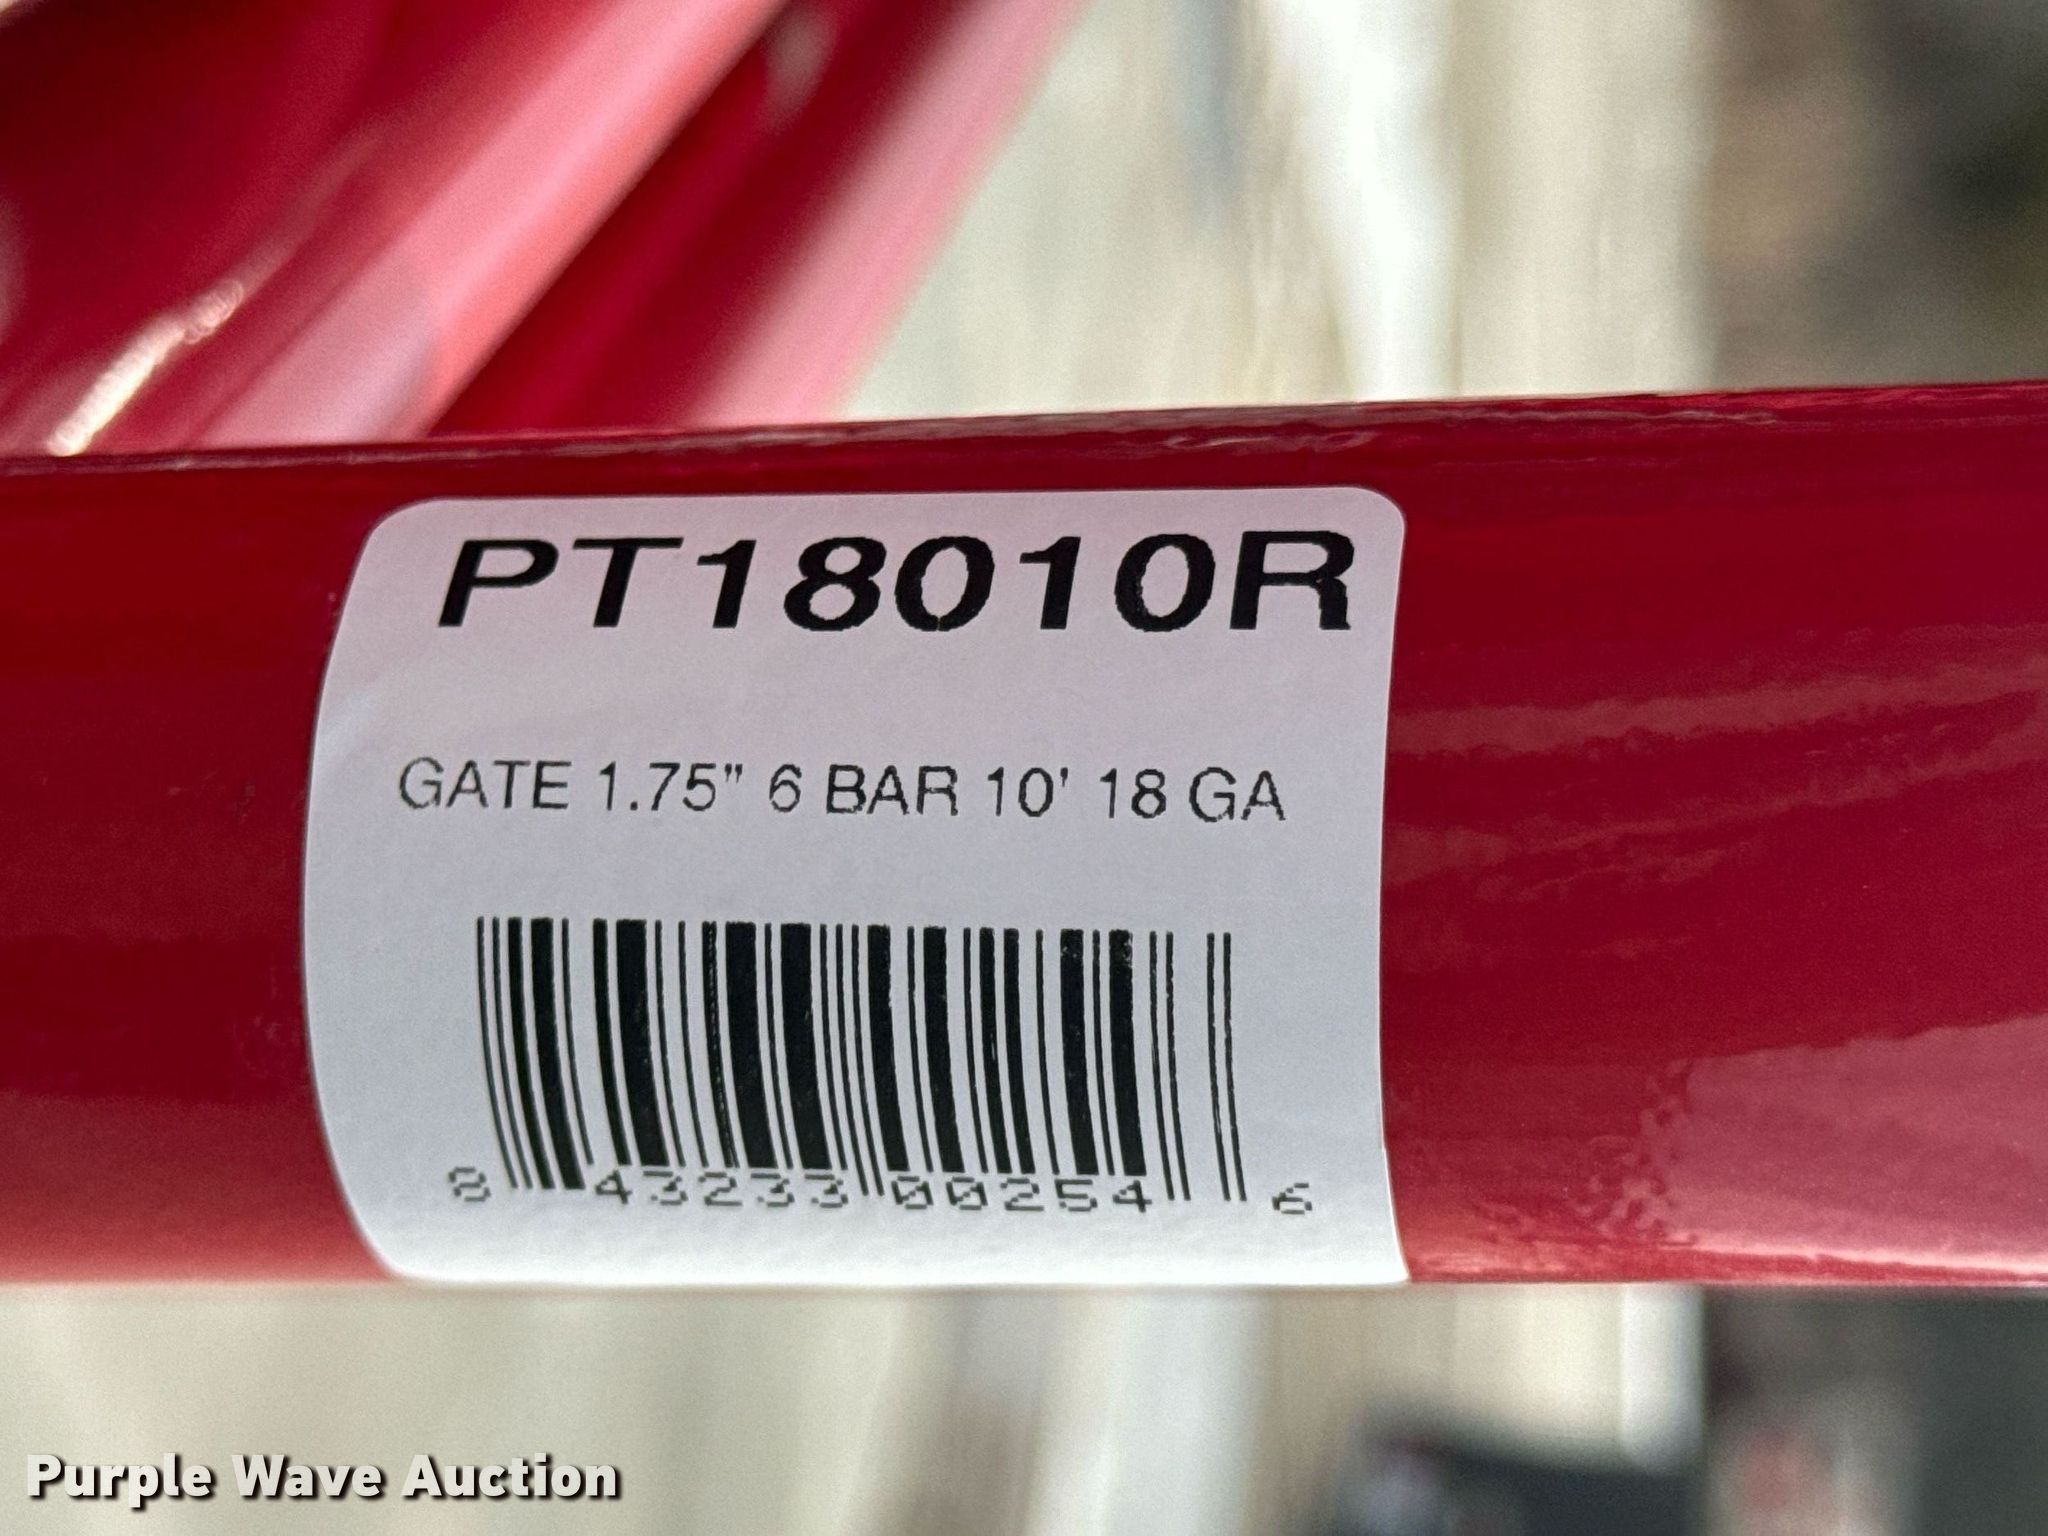 PT18010R
GATE 1.75" 6 BAR 10' 18 GA
8 43233 00254 6
Purple Wave Auction